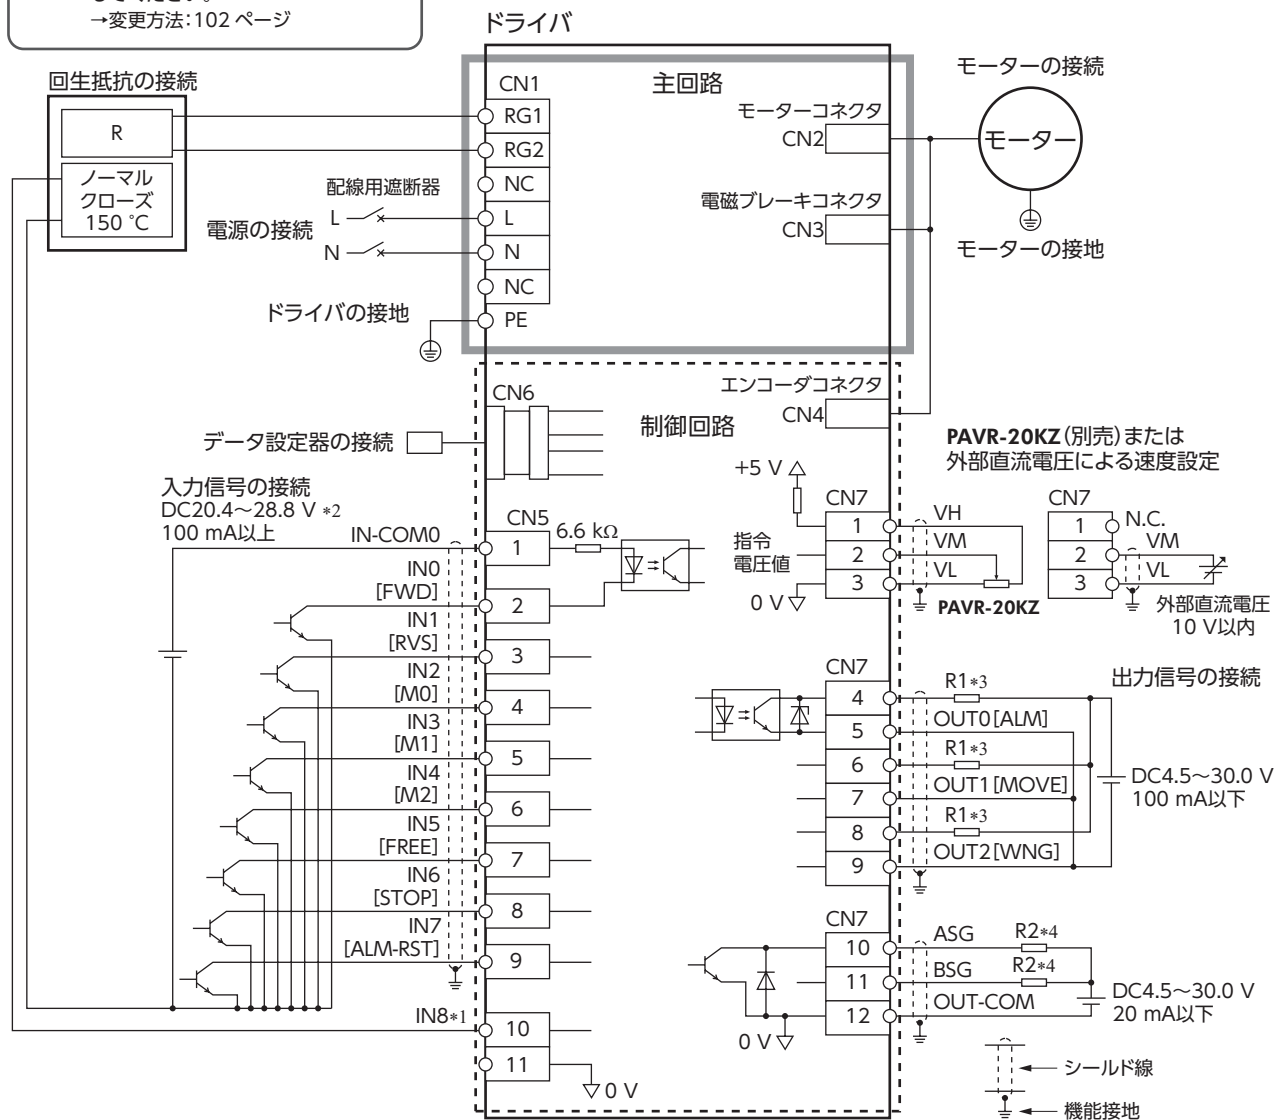 してください。
→変更方法：102 ページ
ドライバ
回生抵抗の接続
R
ノーマル
クローズ
150 ˚C
配線用遮断器
電源の接続
L
N
ドライバの接地
CN1
RG1
RG2
NC
L
N
NC
PE
主回路
モーターコネクタ
CN2
電磁ブレーキコネクタ
CN3
モーターの接続
モーター
モーターの接地
データ設定器の接続
CN6
制御回路
エンコーダコネクタ
CN4
入力信号の接続
DC20.4～28.8 V *2
100 mA以上
IN-COM0
IN0
[FWD]
IN1
[RVS]
IN2
[M0]
IN3
[M1]
IN4
[M2]
IN5
[FREE]
IN6
[STOP]
IN7
[ALM-RST]
IN8*1
CN5
1
2
3
4
5
6
7
8
9
10
11
6.6 kΩ
0 V
+5 V
指令
電圧値
0 V
CN7
1
2
3
VH
VM
VL
PAVR-20KZ
PAVR-20KZ（別売）または
外部直流電圧による速度設定
CN7
1
2
3
N.C.
VM
VL
外部直流電圧
10 V以内
CN7
4
5
6
7
8
9
R1*3
OUT0[ALM]
R1*3
OUT1[MOVE]
R1*3
OUT2[WNG]
出力信号の接続
DC4.5～30.0 V
100 mA以下
CN7
10
11
12
0 V
ASG
R2*4
BSG
R2*4
OUT-COM
DC4.5～30.0 V
20 mA以下
シールド線
機能接地